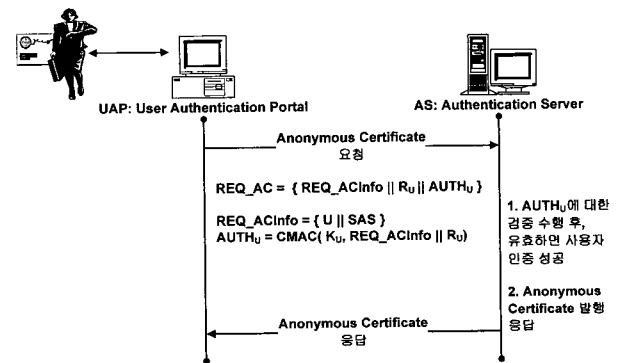 UAP: User Authentication Portal
AS: Authentication Server
Anonymous Certificate
요청
REQ_AC = { REQ_ACInfo || RU || AUTHU }
REQ_ACInfo = { U || SAS }
AUTHU = CMAC( KU, REQ_ACInfo || RU)
1. AUTHU에 대한
검증 수행 후,
유효하면 사용자
인증 성공
2. Anonymous
Certificate 발행
응답
Anonymous Certificate
응답